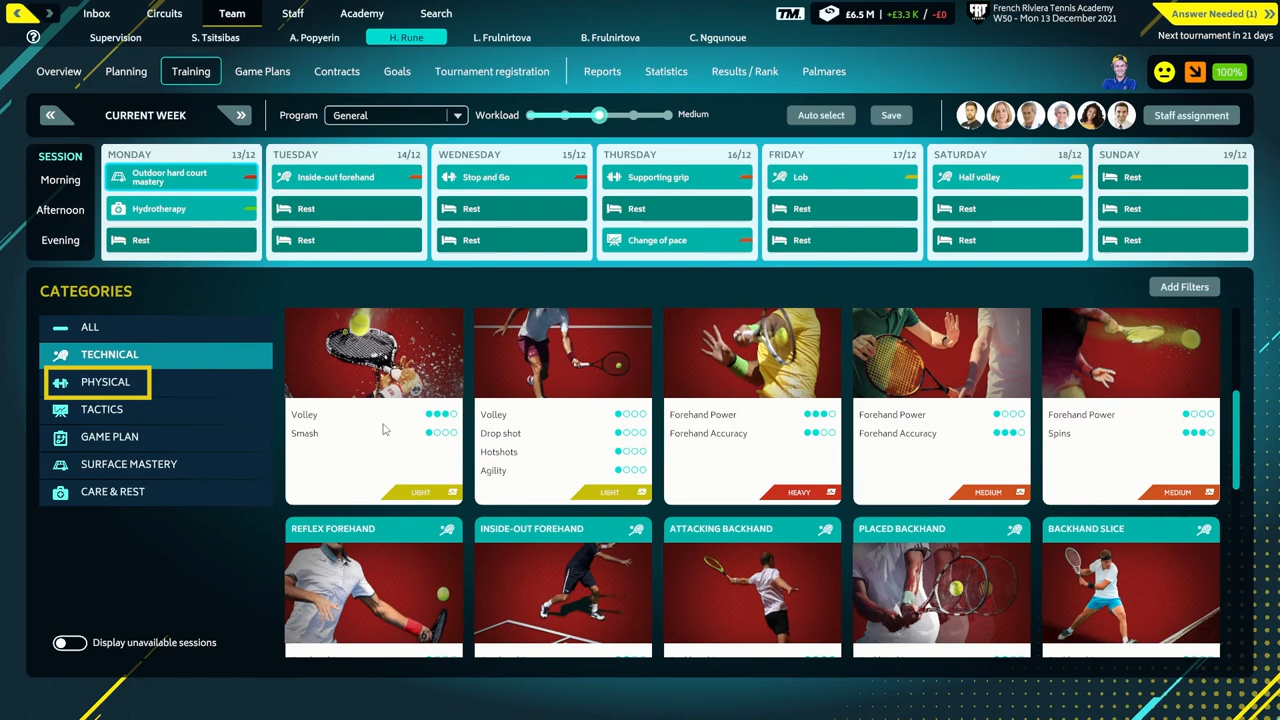 Inbox Circuits Team Staff Academy Search TM. £6.5 M | +£3.3 K / -£0 French Riviera Tennis Academy Answer Needed (1)
W50 - Mon 13 December 2021
Supervision S. Tsitsibas A. Popyerin H. Rune L. Frulnirtova B. Frulnirtova C. Ngqunoue Next tournament in 21 days
Overview Planning Training Game Plans Contracts Goals Tournament registration Reports Statistics Results / Rank Palmares 100%
CURRENT WEEK Program General Workload Medium Auto select Save Staff assignment
SESSION MONDAY 13/12 TUESDAY 14/12 WEDNESDAY 15/12 THURSDAY 16/12 FRIDAY 17/12 SATURDAY 18/12 SUNDAY 19/12
Morning Outdoor hard court mastery Inside-out forehand Stop and Go Supporting grip Lob Half volley Rest
Afternoon Hydrotherapy Rest Rest Rest Rest Rest Rest
Evening Rest Rest Rest Change of pace Rest Rest Rest
CATEGORIES Add Filters
ALL
TECHNICAL
PHYSICAL
TACTICS
GAME PLAN
SURFACE MASTERY
CARE & REST
Display unavailable sessions
Volley Volley Forehand Power Forehand Power Forehand Power
Smash Drop shot Forehand Accuracy Forehand Accuracy Spins
Hotshots
Agility
LIGHT LIGHT HEAVY MEDIUM MEDIUM
REFLEX FOREHAND INSIDE-OUT FOREHAND ATTACKING BACKHAND PLACED BACKHAND BACKHAND SLICE